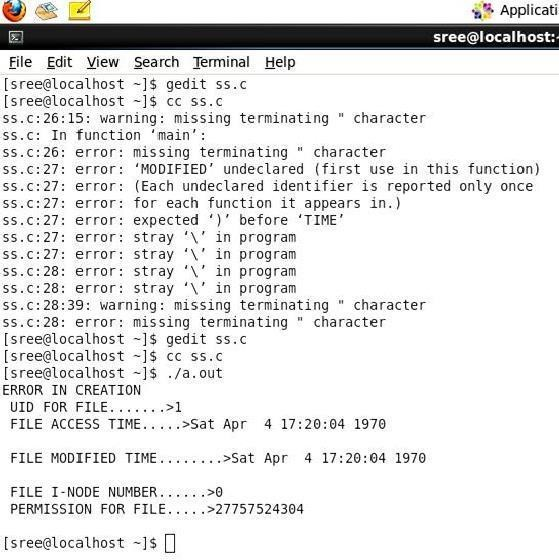 Applicati
sree@localhost:
File Edit View Search Terminal Help
[sree@localhost ~]$ gedit ss.c
[sree@localhost ~]$ cc ss.c
ss.c:26:15: warning: missing terminating " character
ss.c: In function ‘main’:
ss.c:26: error: missing terminating " character
ss.c:27: error: ‘MODIFIED’ undeclared (first use in this function)
ss.c:27: error: (Each undeclared identifier is reported only once
ss.c:27: error: for each function it appears in.)
ss.c:27: error: expected ‘)’ before ‘TIME’
ss.c:27: error: stray ‘\’ in program
ss.c:27: error: stray ‘\’ in program
ss.c:28: error: stray ‘\’ in program
ss.c:28: error: stray ‘\’ in program
ss.c:28:39: warning: missing terminating " character
ss.c:28: error: missing terminating " character
[sree@localhost ~]$ gedit ss.c
[sree@localhost ~]$ cc ss.c
[sree@localhost ~]$ ./a.out
ERROR IN CREATION
UID FOR FILE.......>1
FILE ACCESS TIME.....>Sat Apr  4 17:20:04 1970
FILE MODIFIED TIME........>Sat Apr  4 17:20:04 1970
FILE I-NODE NUMBER......>0
PERMISSION FOR FILE.....>27757524304
[sree@localhost ~]$